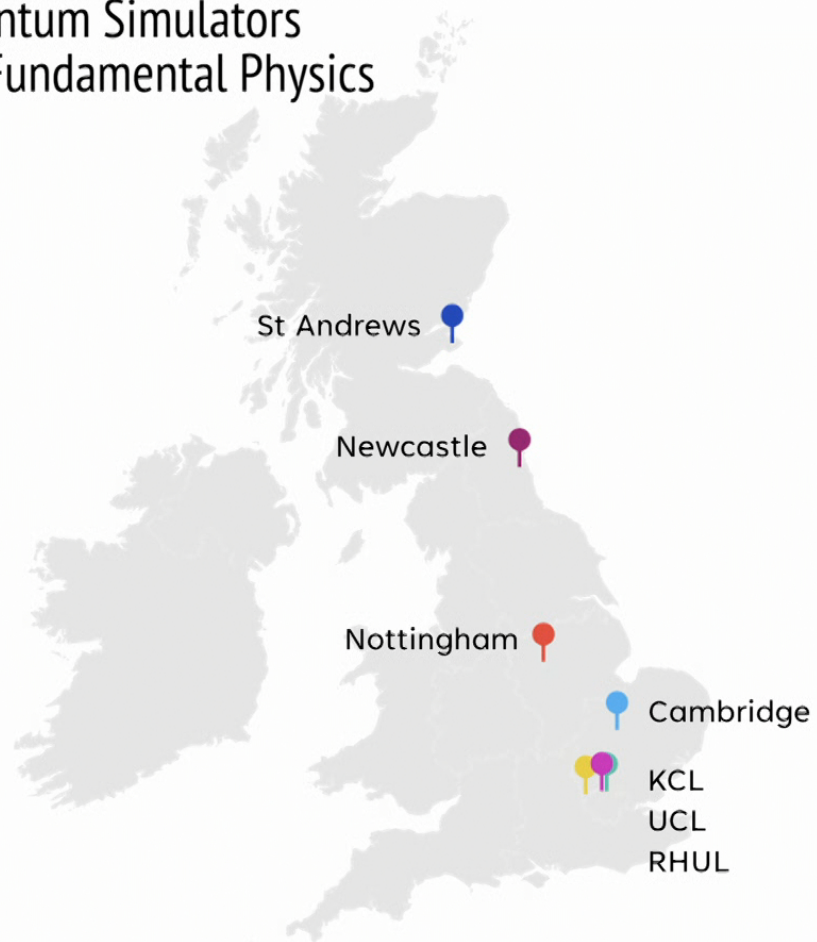 ntum Simulators
Fundamental Physics
St Andrews
Newcastle
Nottingham
Cambridge
KCL
UCL
RHUL